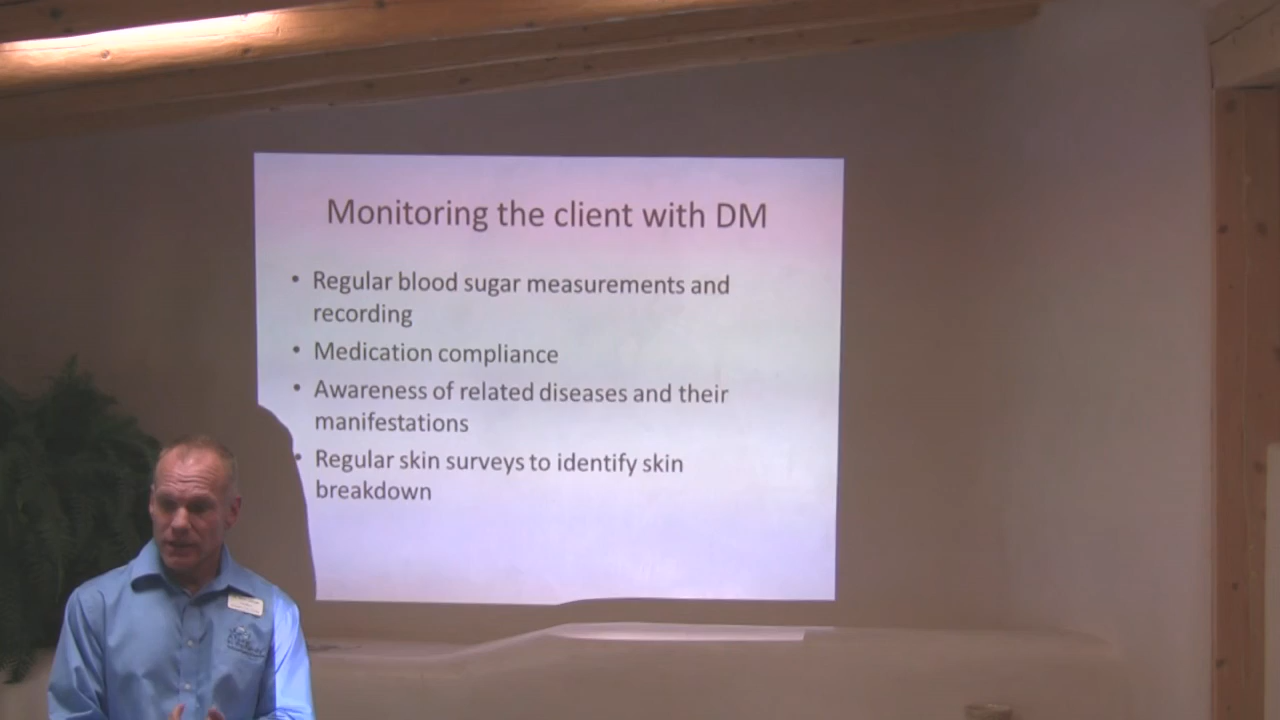 Monitoring the client with DM
• Regular blood sugar measurements and
recording
• Medication compliance
• Awareness of related diseases and their
manifestations
• Regular skin surveys to identify skin
breakdown